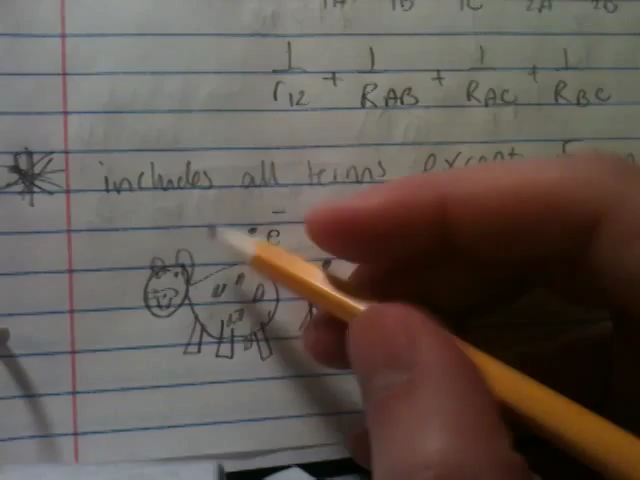 1A 1B 1C 2A 2B
1/r12 + 1/RAB + 1/RAC + 1/RBC
includes all terms except
e